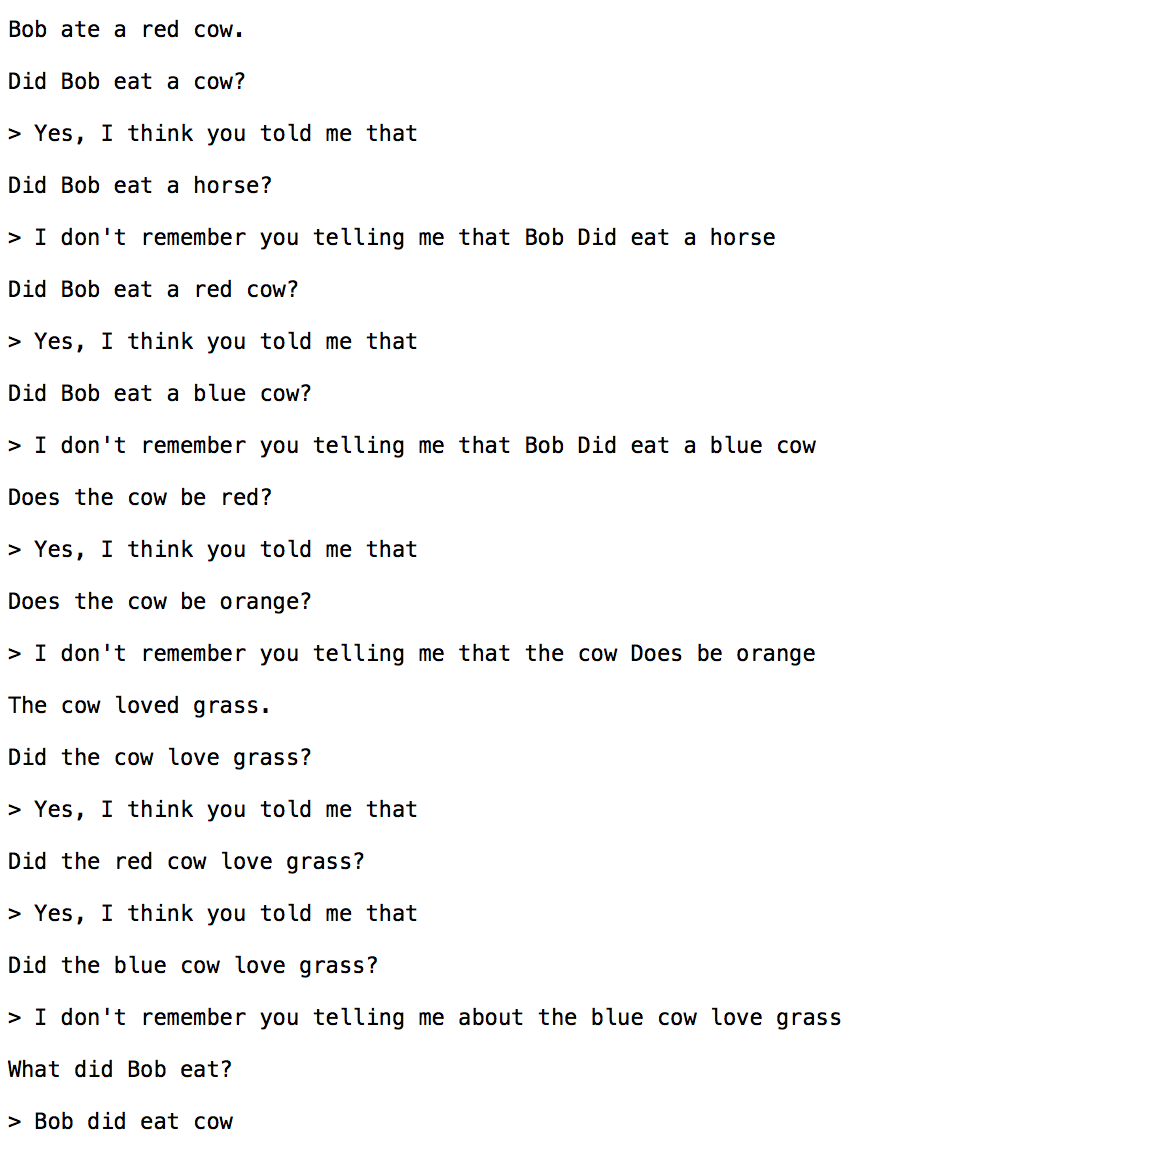 Bob ate a red cow.
Did Bob eat a cow?
> Yes, I think you told me that
Did Bob eat a horse?
> I don't remember you telling me that Bob Did eat a horse
Did Bob eat a red cow?
> Yes, I think you told me that
Did Bob eat a blue cow?
> I don't remember you telling me that Bob Did eat a blue cow
Does the cow be red?
> Yes, I think you told me that
Does the cow be orange?
> I don't remember you telling me that the cow Does be orange
The cow loved grass.
Did the cow love grass?
> Yes, I think you told me that
Did the red cow love grass?
> Yes, I think you told me that
Did the blue cow love grass?
> I don't remember you telling me about the blue cow love grass
What did Bob eat?
> Bob did eat cow